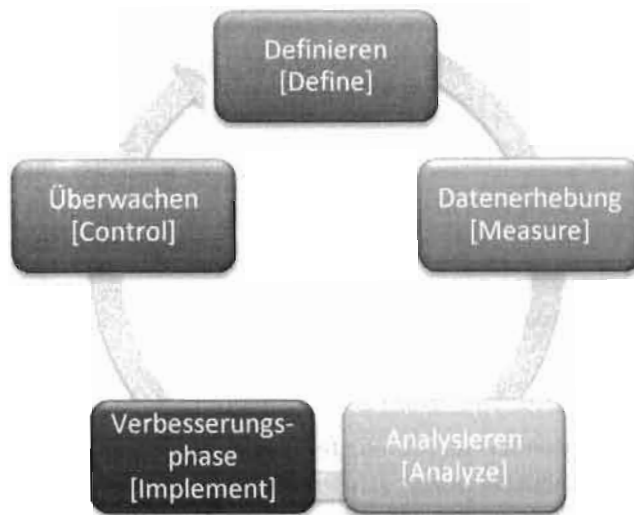 Definieren
[Define]
Datenerhebung
[Measure]
Analysieren
[Analyze]
Verbesserungs-
phase
[Implement]
Überwachen
[Control]